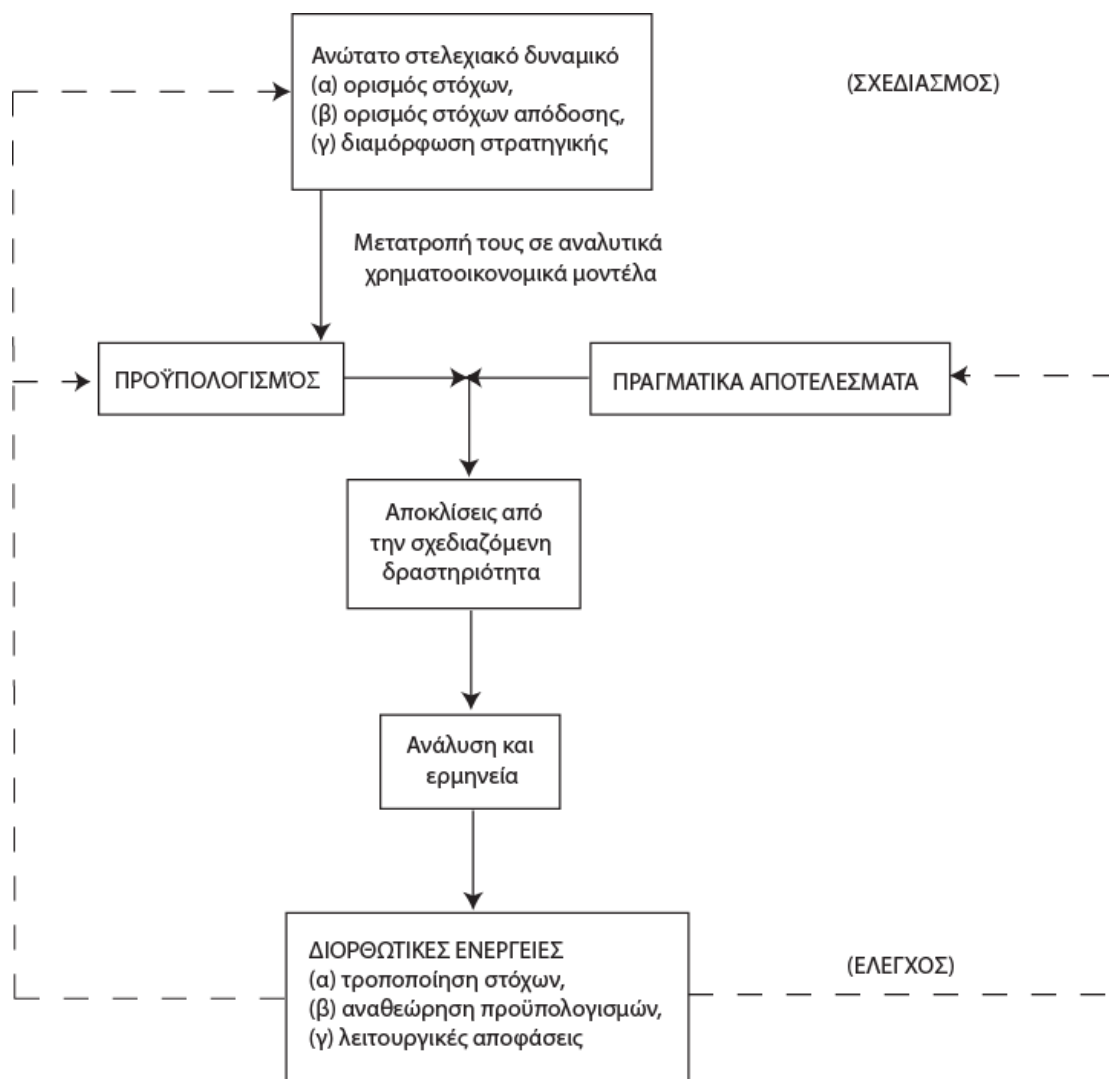 Ανώτατο στελεχιακό δυναμικό
(α) ορισμός στόχων,
(β) ορισμός στόχων απόδοσης,
(γ) διαμόρφωση στρατηγικής
(ΣΧΕΔΙΑΣΜΟΣ)
Μετατροπή τους σε αναλυτικά
χρηματοοικονομικά μοντέλα
ΠΡΟΫΠΟΛΟΓΙΣΜΌΣ
ΠΡΑΓΜΑΤΙΚΑ ΑΠΟΤΕΛΕΣΜΑΤΑ
Αποκλίσεις από
την σχεδιαζόμενη
δραστηριότητα
Ανάλυση και
ερμηνεία
ΔΙΟΡΘΩΤΙΚΕΣ ΕΝΕΡΓΕΙΕΣ
(α) τροποποίηση στόχων,
(β) αναθεώρηση προϋπολογισμών,
(γ) λειτουργικές αποφάσεις
(ΕΛΕΓΧΟΣ)